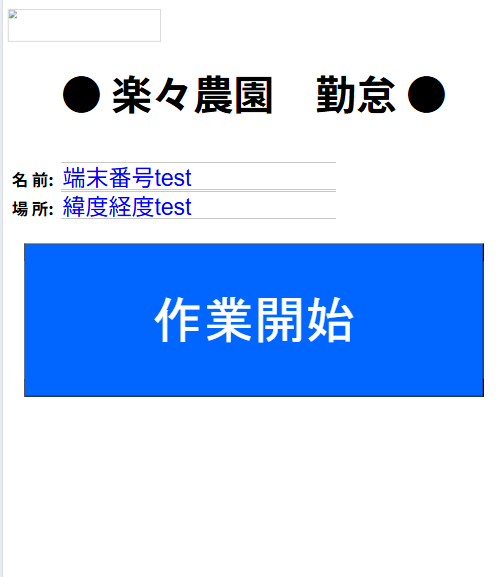 ● 楽々農園　勤怠 ●
名 前: 端末番号test
場 所: 緯度経度test
作業開始